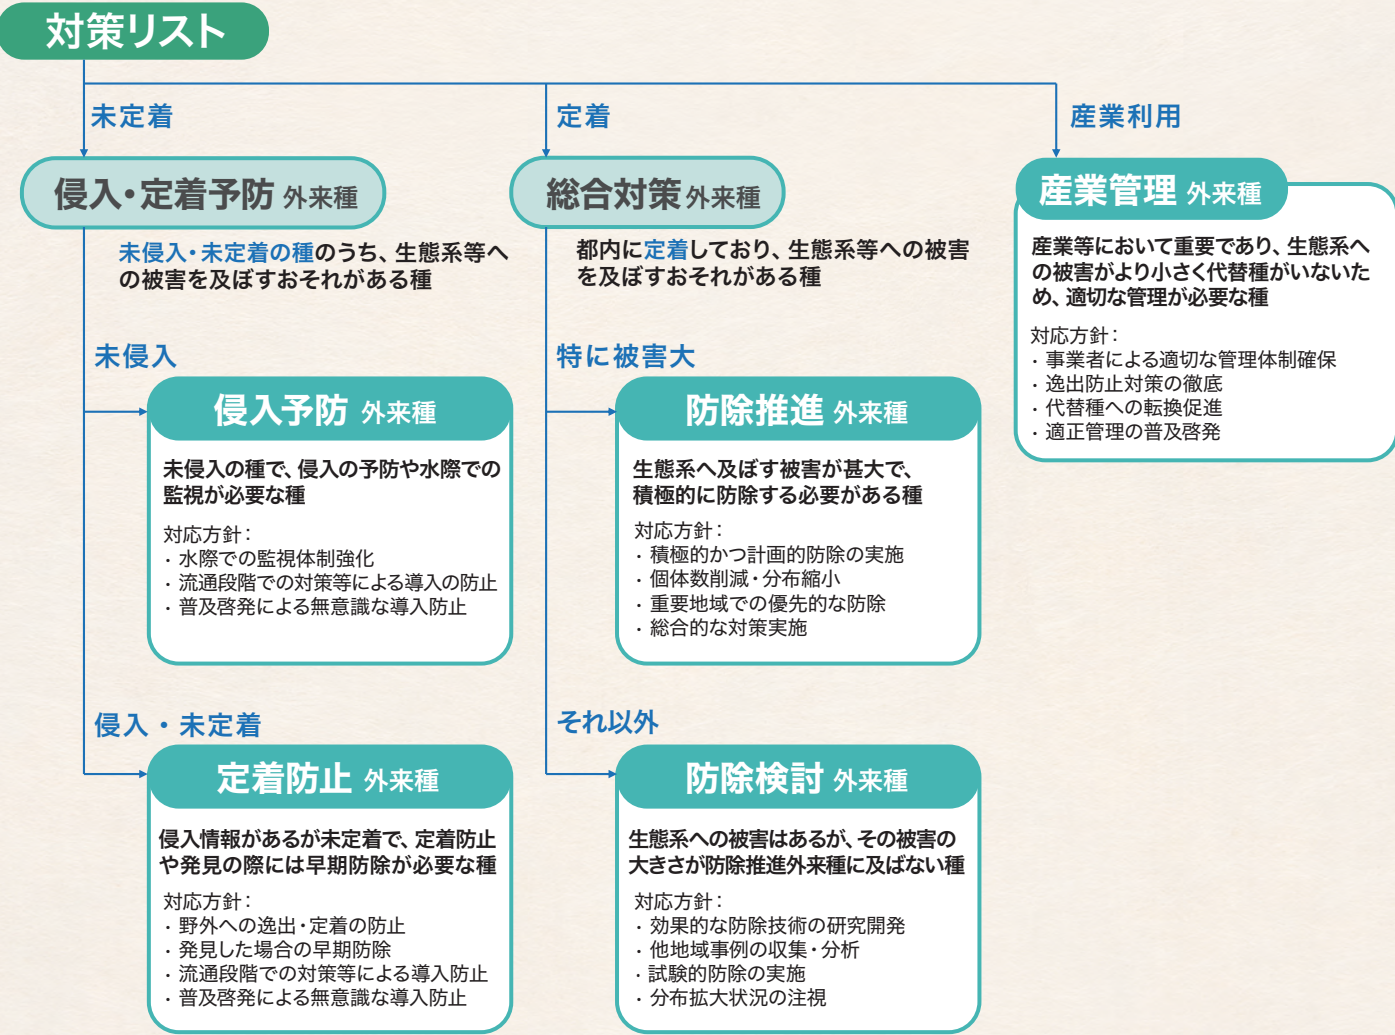 対策リスト
未定着
侵入・定着予防 外来種
未侵入・未定着の種のうち、生態系等へ
の被害を及ぼすおそれがある種
未侵入
侵入予防 外来種
未侵入の種で、侵入の予防や水際での
監視が必要な種
対応方針：
・水際での監視体制強化
・流通段階での対策等による導入の防止
・普及啓発による無意識な導入防止
侵入・未定着
定着防止 外来種
侵入情報があるが未定着で、定着防止
や発見の際には早期防除が必要な種
対応方針：
・野外への逸出・定着の防止
・発見した場合の早期防除
・流通段階での対策等による導入防止
・普及啓発による無意識な導入防止
定着
総合対策 外来種
都内に定着しており、生態系等への被害
を及ぼすおそれがある種
特に被害大
防除推進 外来種
生態系へ及ぼす被害が甚大で、
積極的に防除する必要がある種
対応方針：
・積極的かつ計画的防除の実施
・個体数削減・分布縮小
・重要地域での優先的な防除
・総合的な対策実施
それ以外
防除検討 外来種
生態系への被害はあるが、その被害の
大きさが防除推進外来種に及ばない種
対応方針：
・効果的な防除技術の研究開発
・他地域事例の収集・分析
・試験的防除の実施
・分布拡大状況の注視
産業利用
産業管理 外来種
産業等において重要であり、生態系へ
の被害がより小さく代替種がいないた
め、適切な管理が必要な種
対応方針：
・事業者による適切な管理体制確保
・逸出防止対策の徹底
・代替種への転換促進
・適正管理の普及啓発